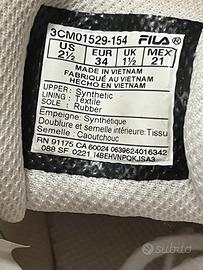 3CM01529-154 FILA®
US EUR UK MEX
2½ 34 1½ 21
MADE IN VIETNAM
FABRIQUÉ AU VIETNAM
HECHO EN VIETNAM
UPPER: Synthetic
LINING: Textile
SOLE: Rubber
Empeigne: Synthétique
Doublure et semelle intérieure: Tissu
Semelle: Caoutchouc
RN 91175 CA 60024 0639624016342
088 SF 0221 14BEHVNPQKJSA3
subito